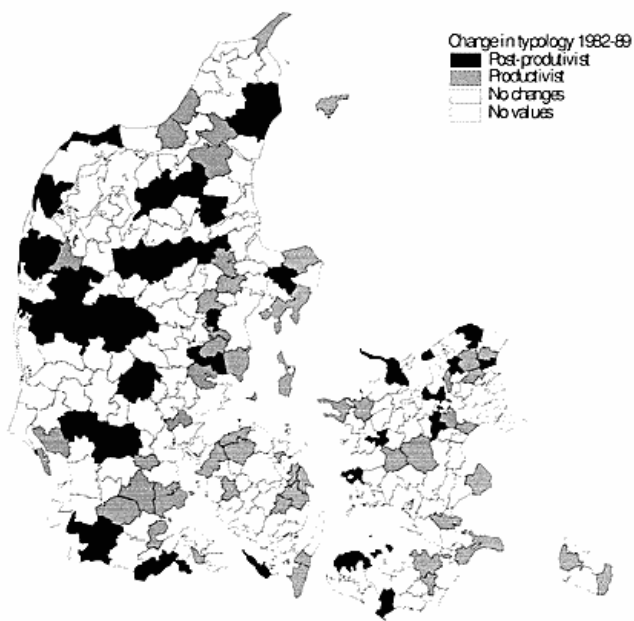 Change in typology 1982-89
Post-produtivist
Productivist
No changes
No values